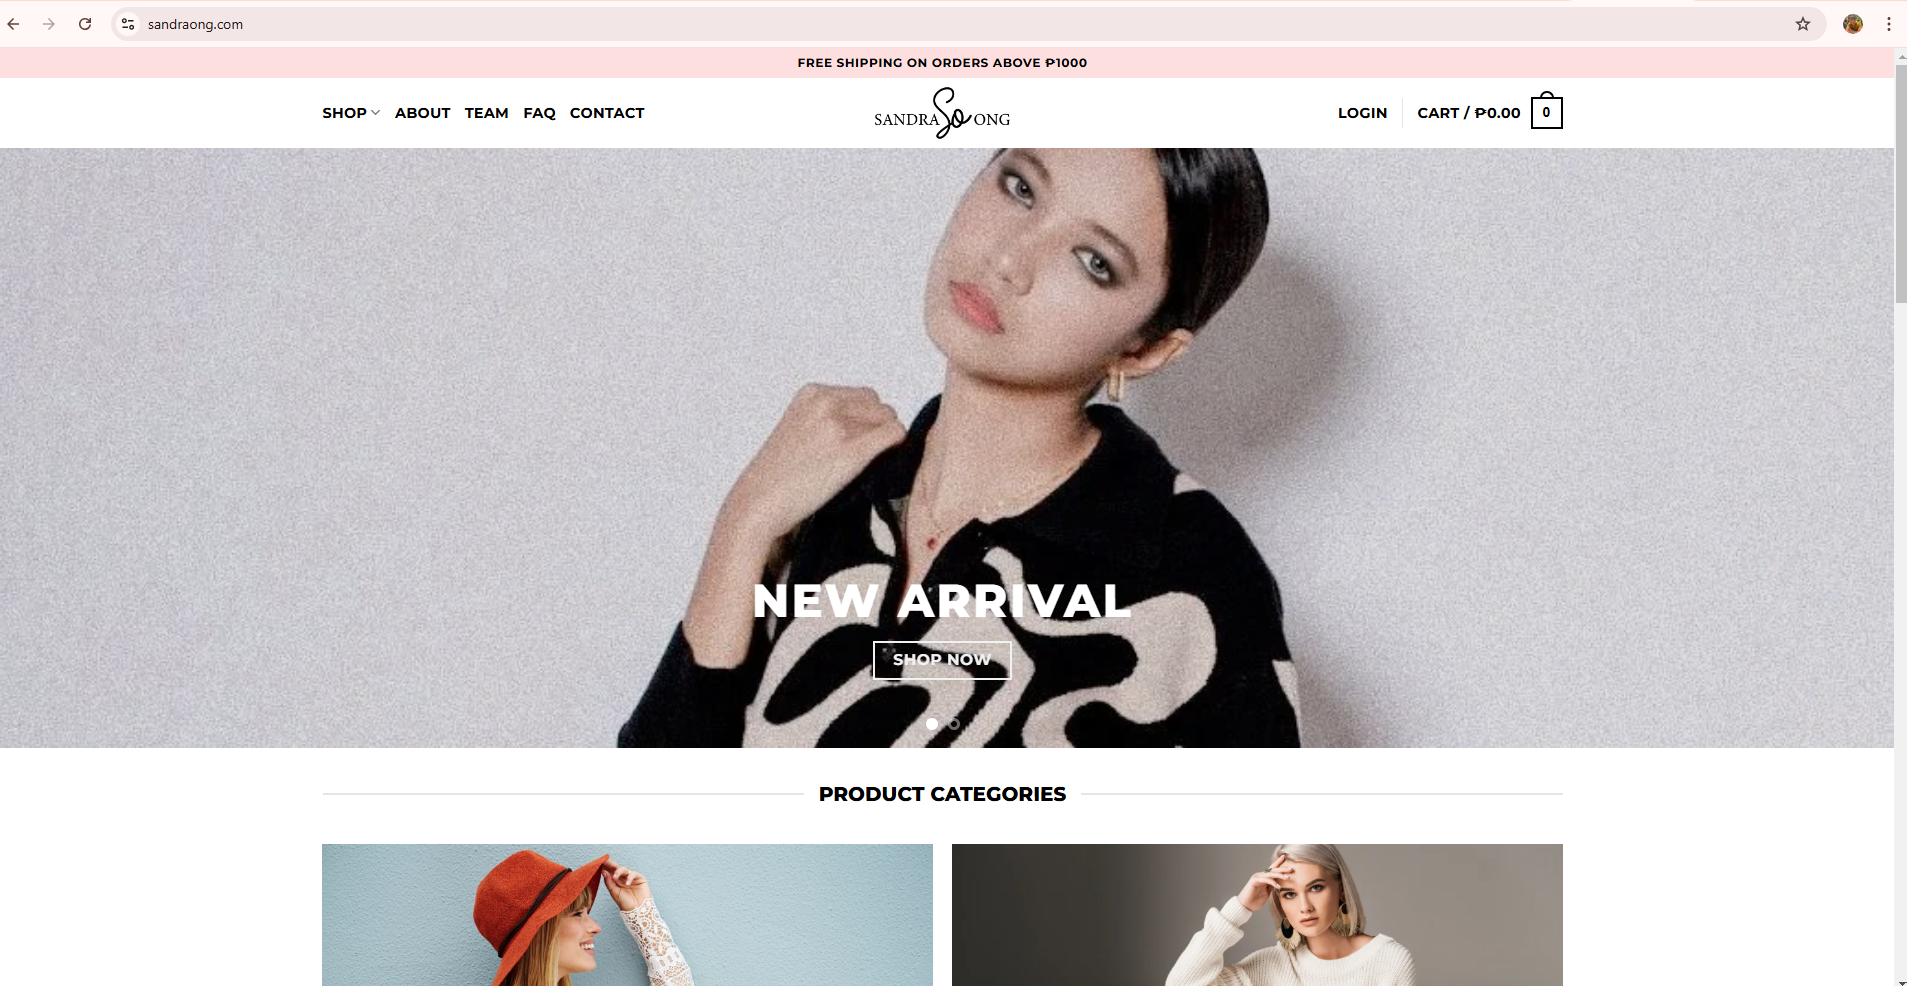 sandraong.com
FREE SHIPPING ON ORDERS ABOVE ₱1000
SHOP ABOUT TEAM FAQ CONTACT
SANDRA So ONG
LOGIN CART / ₱0.00 0
NEW ARRIVAL
SHOP NOW
PRODUCT CATEGORIES